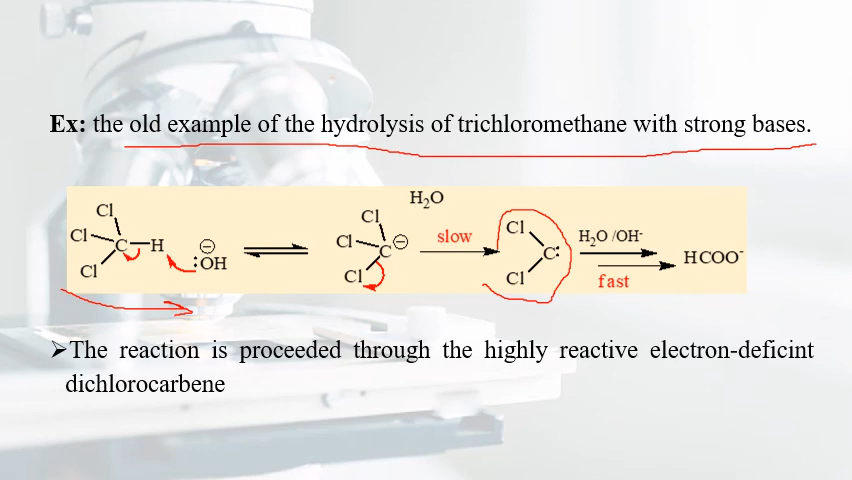 Ex: the old example of the hydrolysis of trichloromethane with strong bases.
H₂O
Cl Cl Cl C—H ⊖ :OH Cl Cl Cl C ⊖ slow Cl Cl C: H₂O /OH⁻ fast HCOO⁻
➢The reaction is proceeded through the highly reactive electron-deficint
dichlorocarbene